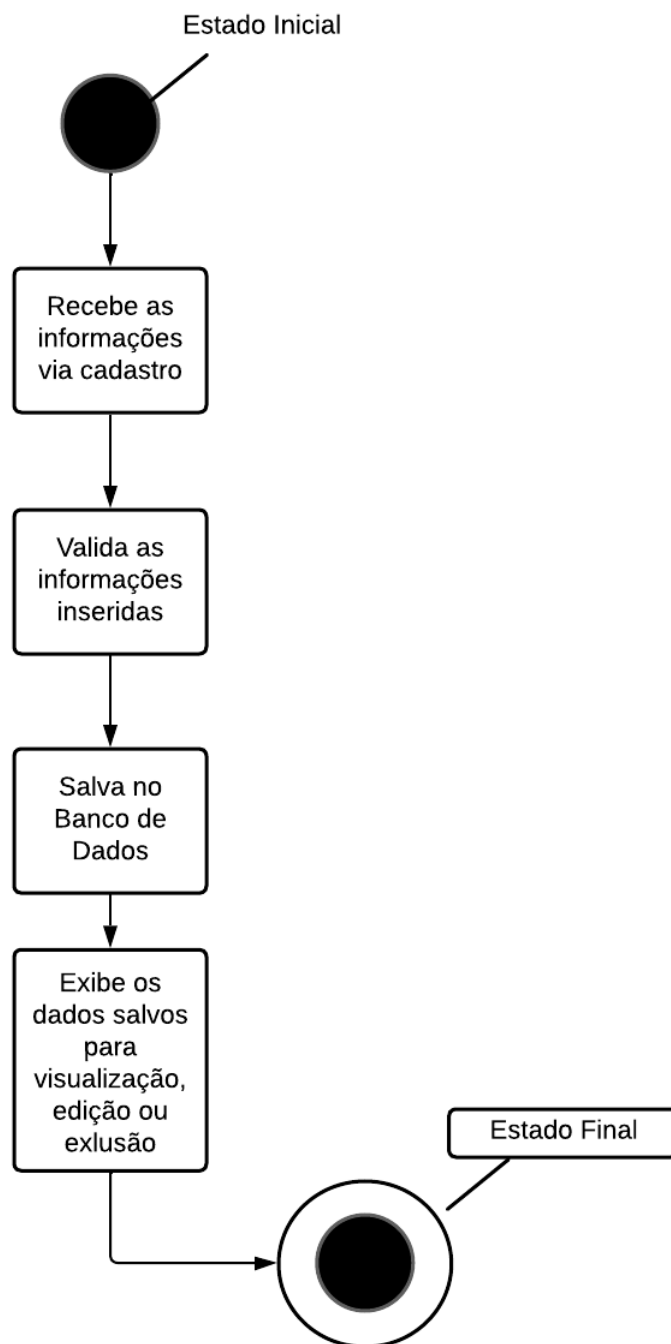 Estado Inicial
Recebe as
informações
via cadastro
Valida as
informações
inseridas
Salva no
Banco de
Dados
Exibe os
dados salvos
para
visualização,
edição ou
exlusão
Estado Final